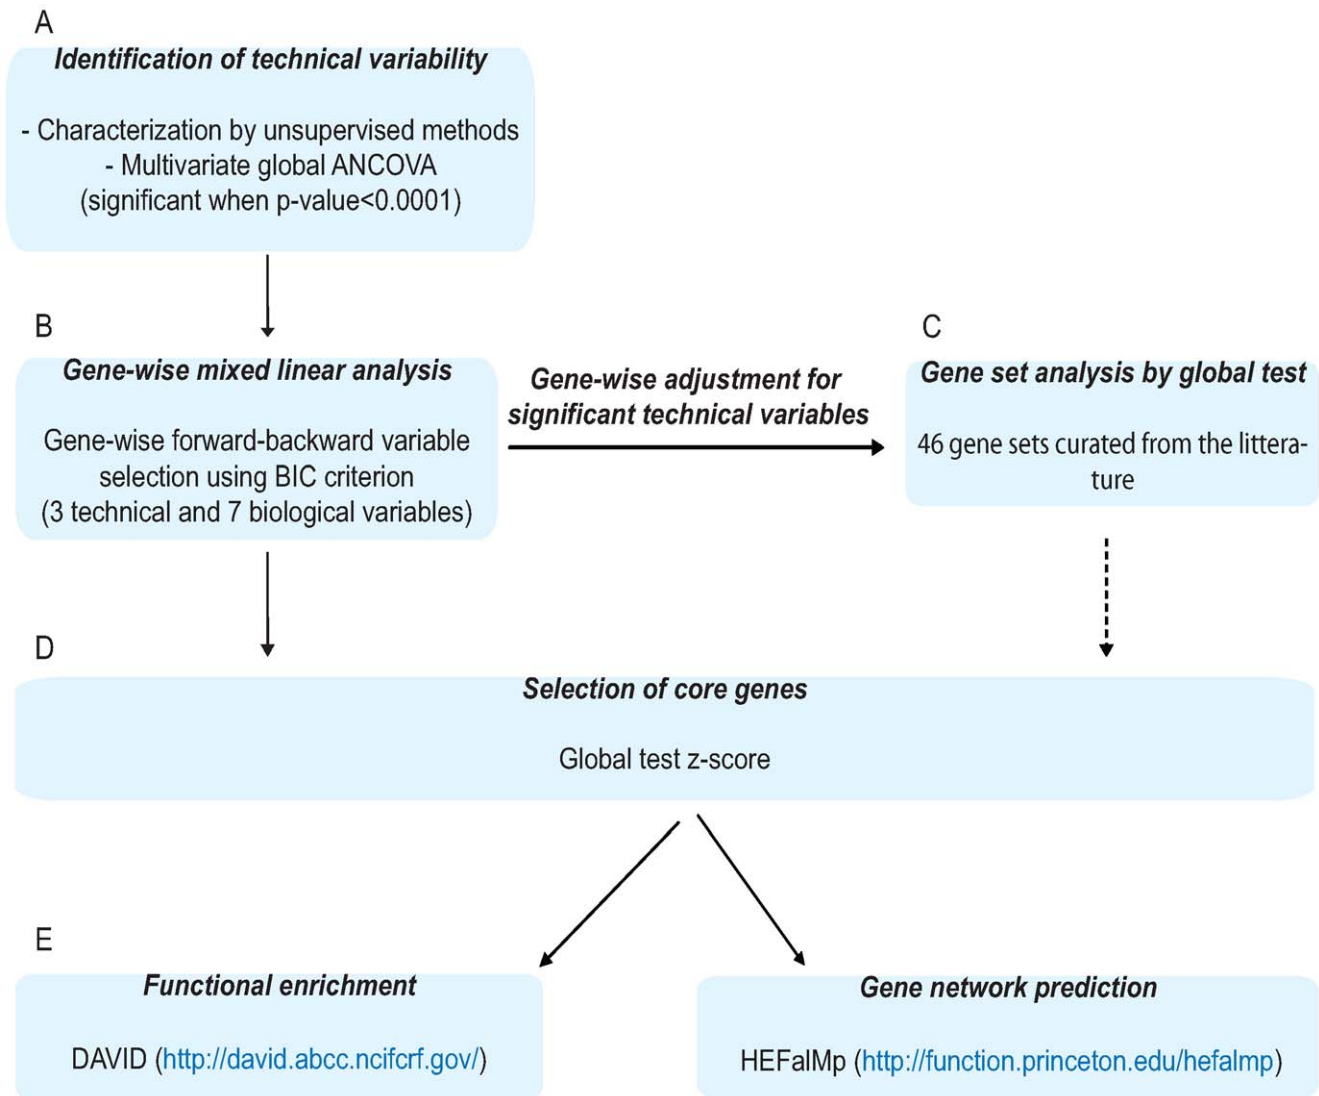 A
Identification of technical variability
- Characterization by unsupervised methods
- Multivariate global ANCOVA
(significant when p-value<0.0001)
B
Gene-wise mixed linear analysis
Gene-wise forward-backward variable
selection using BIC criterion
(3 technical and 7 biological variables)
Gene-wise adjustment for
significant technical variables
C
Gene set analysis by global test
46 gene sets curated from the littera-
ture
D
Selection of core genes
Global test z-score
E
Functional enrichment
DAVID (http://david.abcc.ncifcrf.gov/)
Gene network prediction
HEFalMp (http://function.princeton.edu/hefalmp)